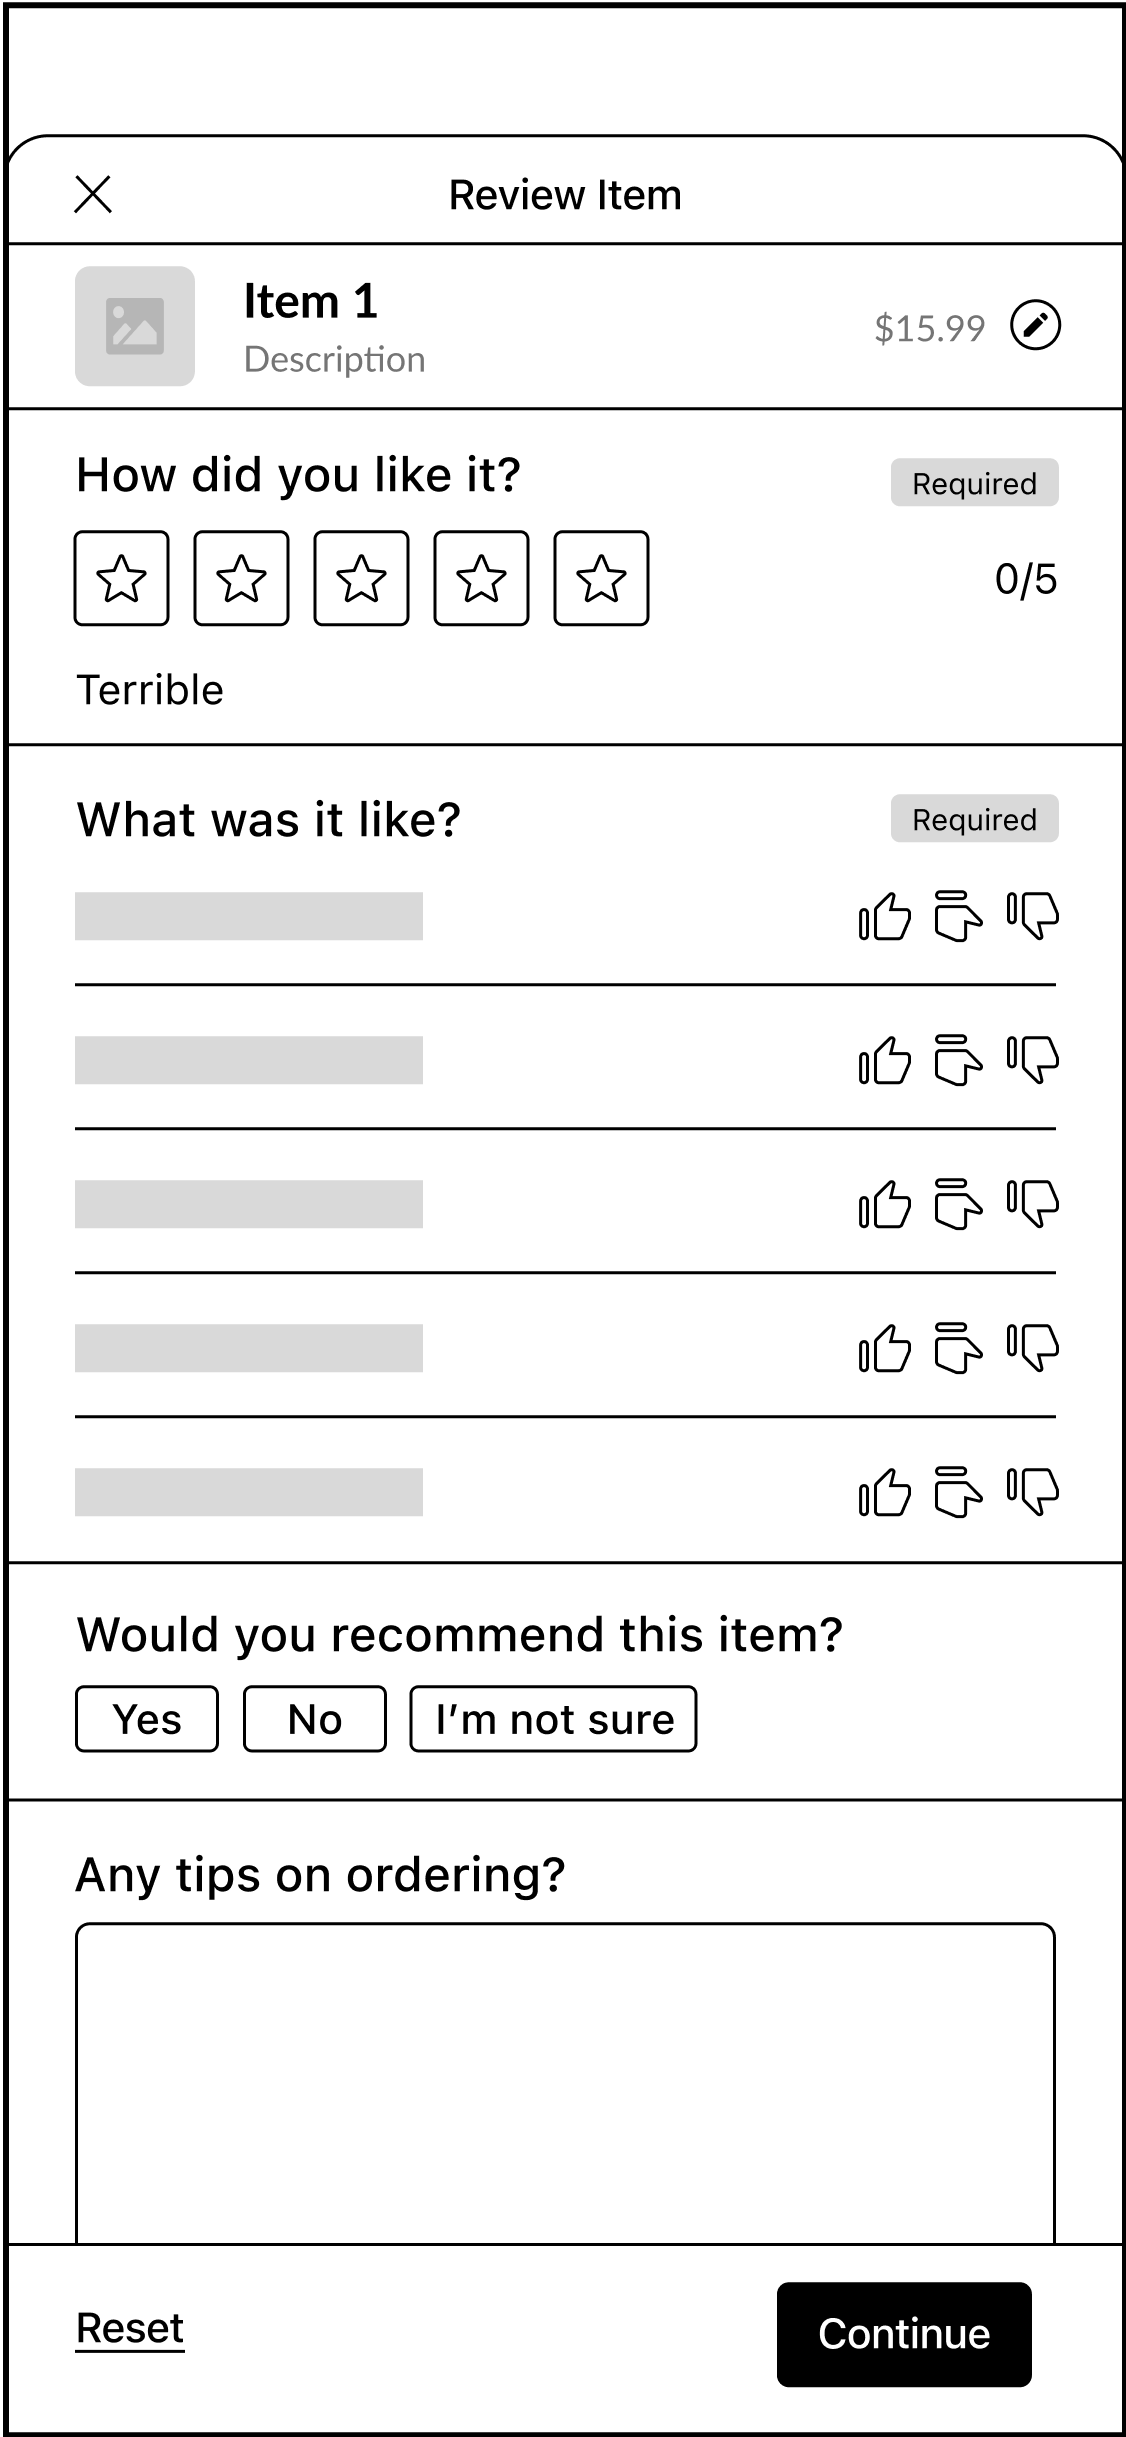 Review Item
Item 1
Description
$15.99
How did you like it?
Required
0/5
Terrible
What was it like?
Required
Would you recommend this item?
Yes
No
I’m not sure
Any tips on ordering?
Reset
Continue